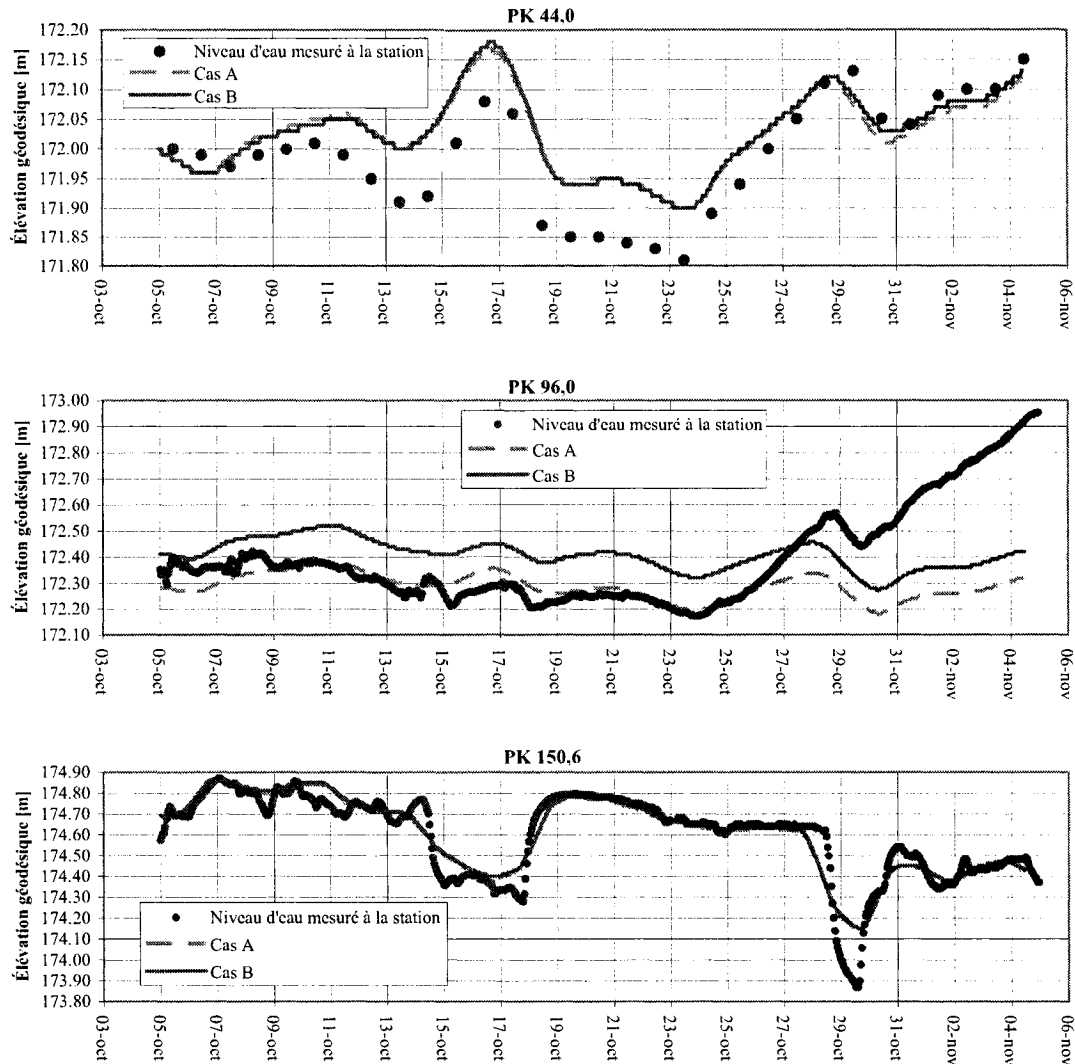 PK 44,0
Élévation géodésique [m]
172.20
172.15
172.10
172.05
172.00
171.95
171.90
171.85
171.80
Niveau d'eau mesuré à la station
Cas A
Cas B
03-oct
05-oct
07-oct
09-oct
11-oct
13-oct
15-oct
17-oct
19-oct
21-oct
23-oct
25-oct
27-oct
29-oct
31-oct
02-nov
04-nov
06-nov
PK 96,0
Élévation géodésique [m]
173.00
172.90
172.80
172.70
172.60
172.50
172.40
172.30
172.20
172.10
Niveau d'eau mesuré à la station
Cas A
Cas B
03-oct
05-oct
07-oct
09-oct
11-oct
13-oct
15-oct
17-oct
19-oct
21-oct
23-oct
25-oct
27-oct
29-oct
31-oct
02-nov
04-nov
06-nov
PK 150,6
Élévation géodésique [m]
174.90
174.80
174.70
174.60
174.50
174.40
174.30
174.20
174.10
174.00
173.90
173.80
Niveau d'eau mesuré à la station
Cas A
Cas B
03-oct
05-oct
07-oct
09-oct
11-oct
13-oct
15-oct
17-oct
19-oct
21-oct
23-oct
25-oct
27-oct
29-oct
31-oct
02-nov
04-nov
06-nov